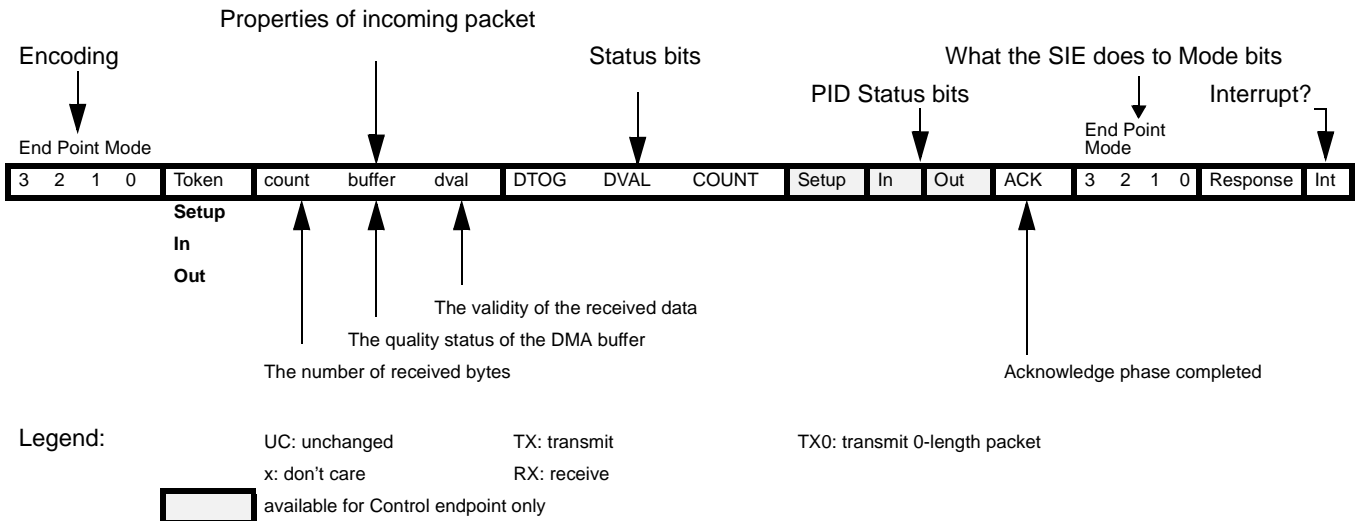 Properties of incoming packet
Encoding Status bits What the SIE does to Mode bits
PID Status bits Interrupt?
End Point Mode End Point
Mode
3 2 1 0 Token count buffer dval DTOG DVAL COUNT Setup In Out ACK 3 2 1 0 Response Int
Setup
In
Out
The validity of the received data
The quality status of the DMA buffer
The number of received bytes Acknowledge phase completed
Legend: UC: unchanged TX: transmit TX0: transmit 0-length packet
x: don't care RX: receive
available for Control endpoint only